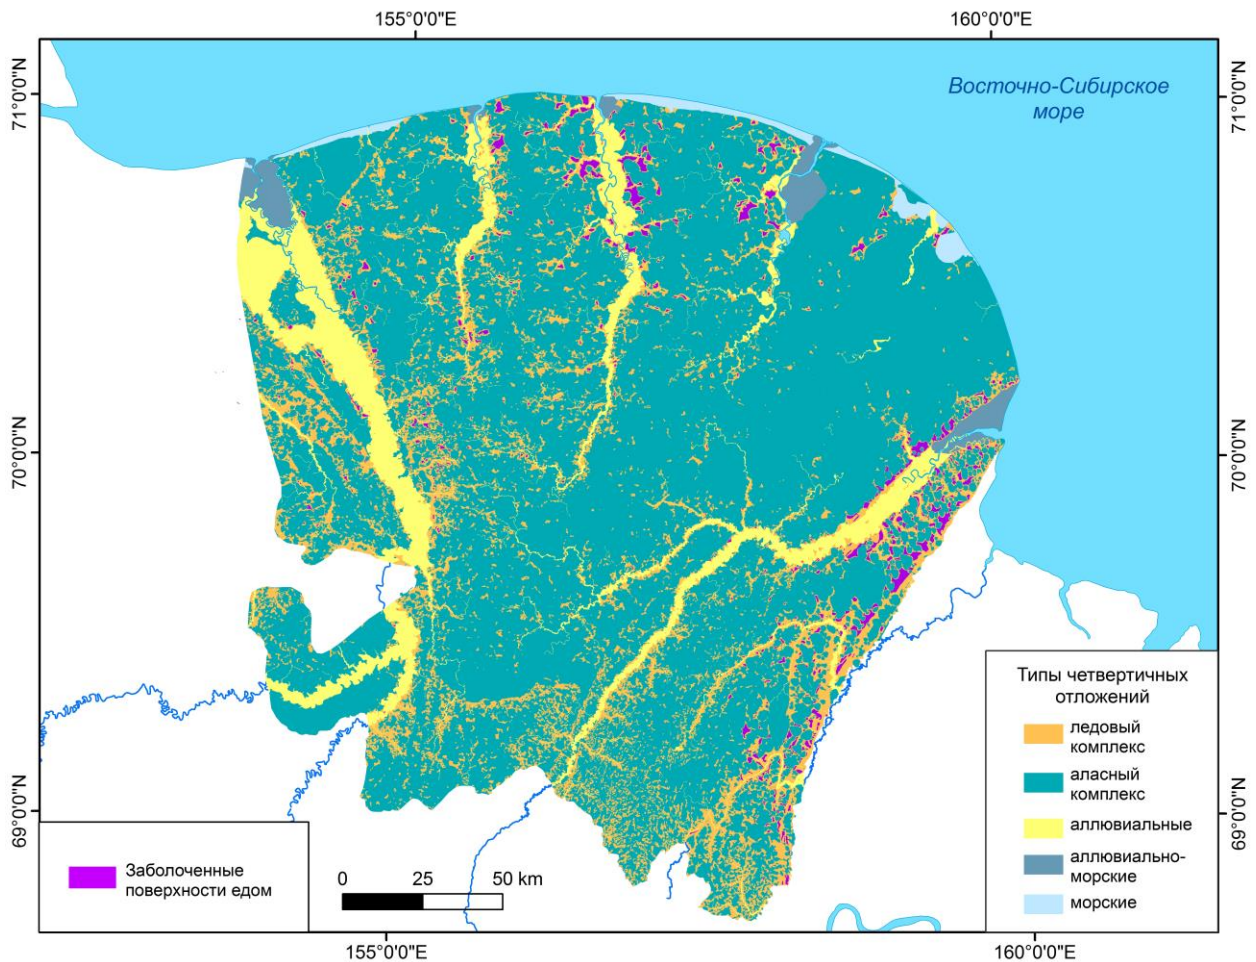 155°0'0"E
160°0'0"E
71°0'0"N
71°0'0"N
Восточно-Сибирское
море
70°0'0"N
70°0'0"N
69°0'0"N
69°0'0"N
Типы четвертичных
отложений
ледовый
комплекс
аласный
комплекс
аллювиальные
аллювиально-
морские
морские
Заболоченные
поверхности едом
0 25 50 km
155°0'0"E
160°0'0"E